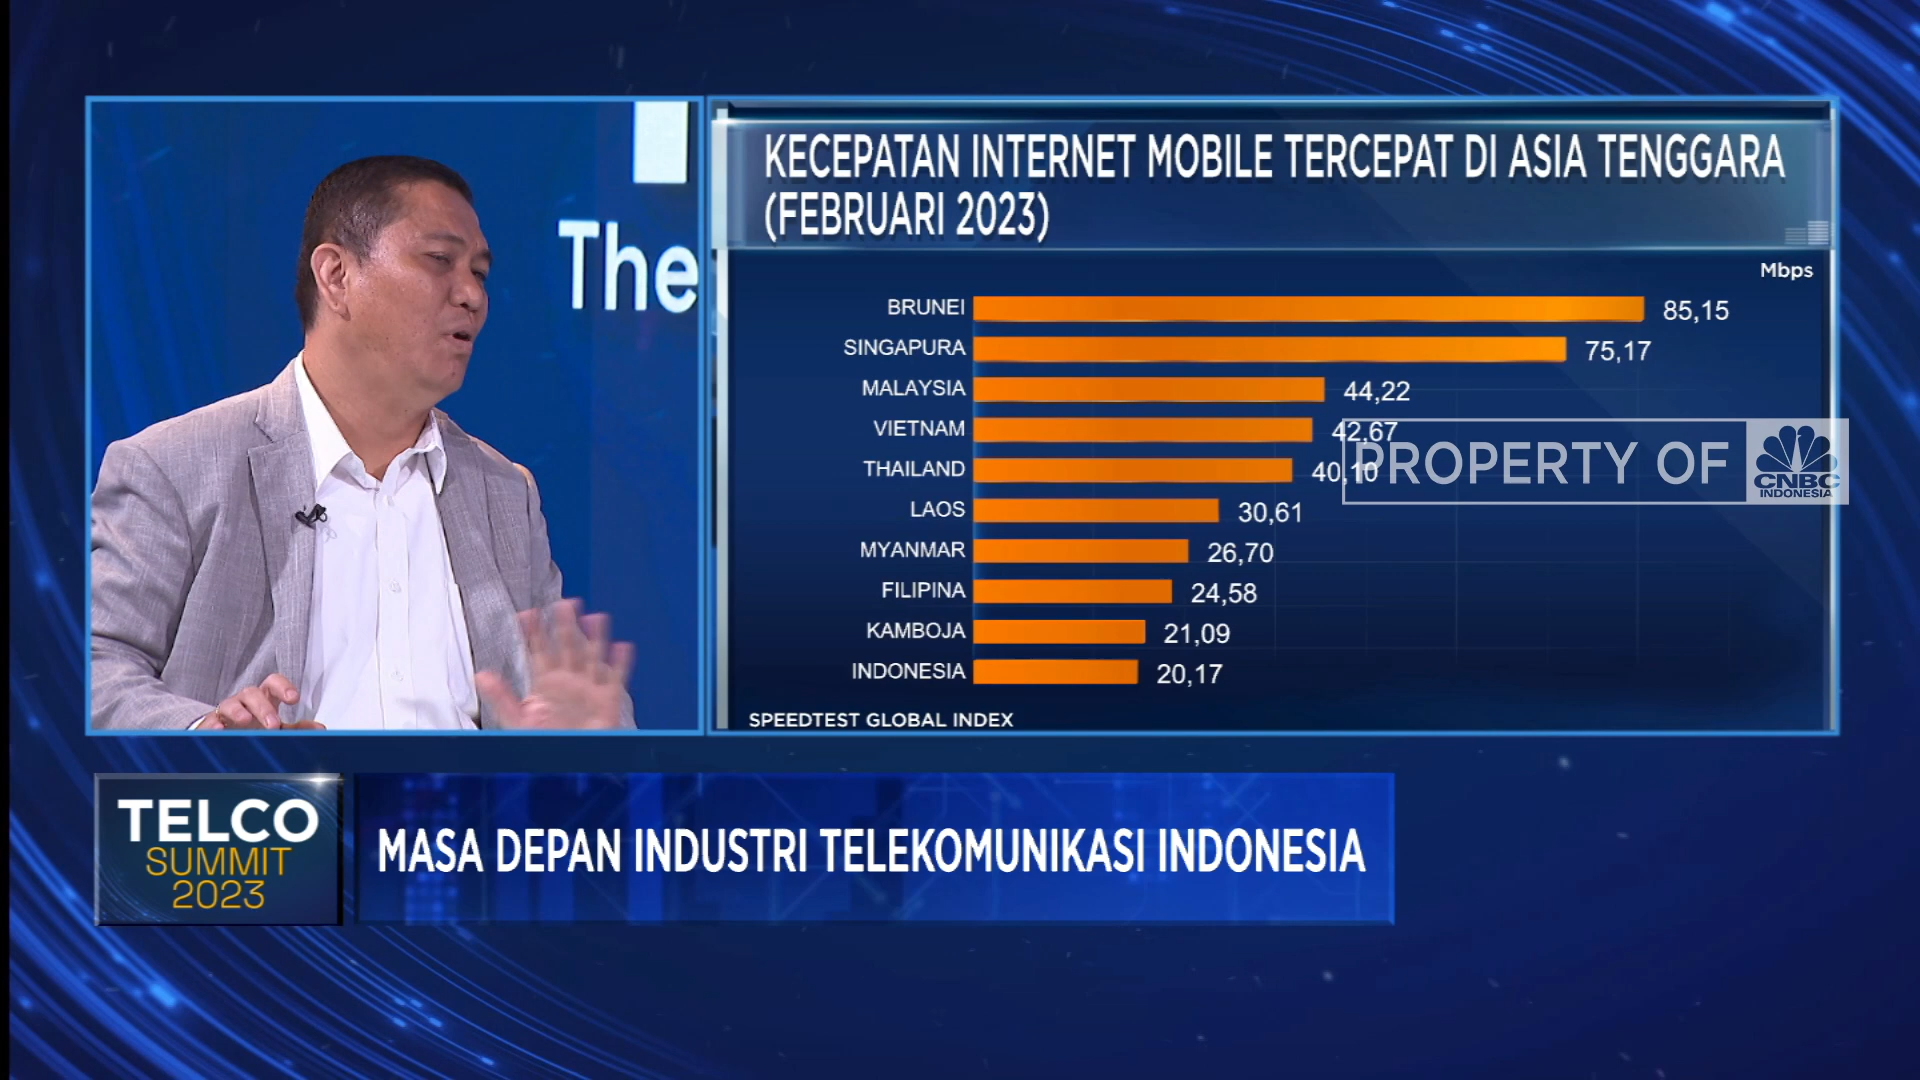 The
KECEPATAN INTERNET MOBILE TERCEPAT DI ASIA TENGGARA
(FEBRUARI 2023)
Mbps
BRUNEI 85,15
SINGAPURA 75,17
MALAYSIA 44,22
VIETNAM 42,67
THAILAND 40,10
LAOS 30,61
MYANMAR 26,70
FILIPINA 24,58
KAMBOJA 21,09
INDONESIA 20,17
SPEEDTEST GLOBAL INDEX
PROPERTY OF
CNBC
INDONESIA
TELCO
SUMMIT
2023
MASA DEPAN INDUSTRI TELEKOMUNIKASI INDONESIA